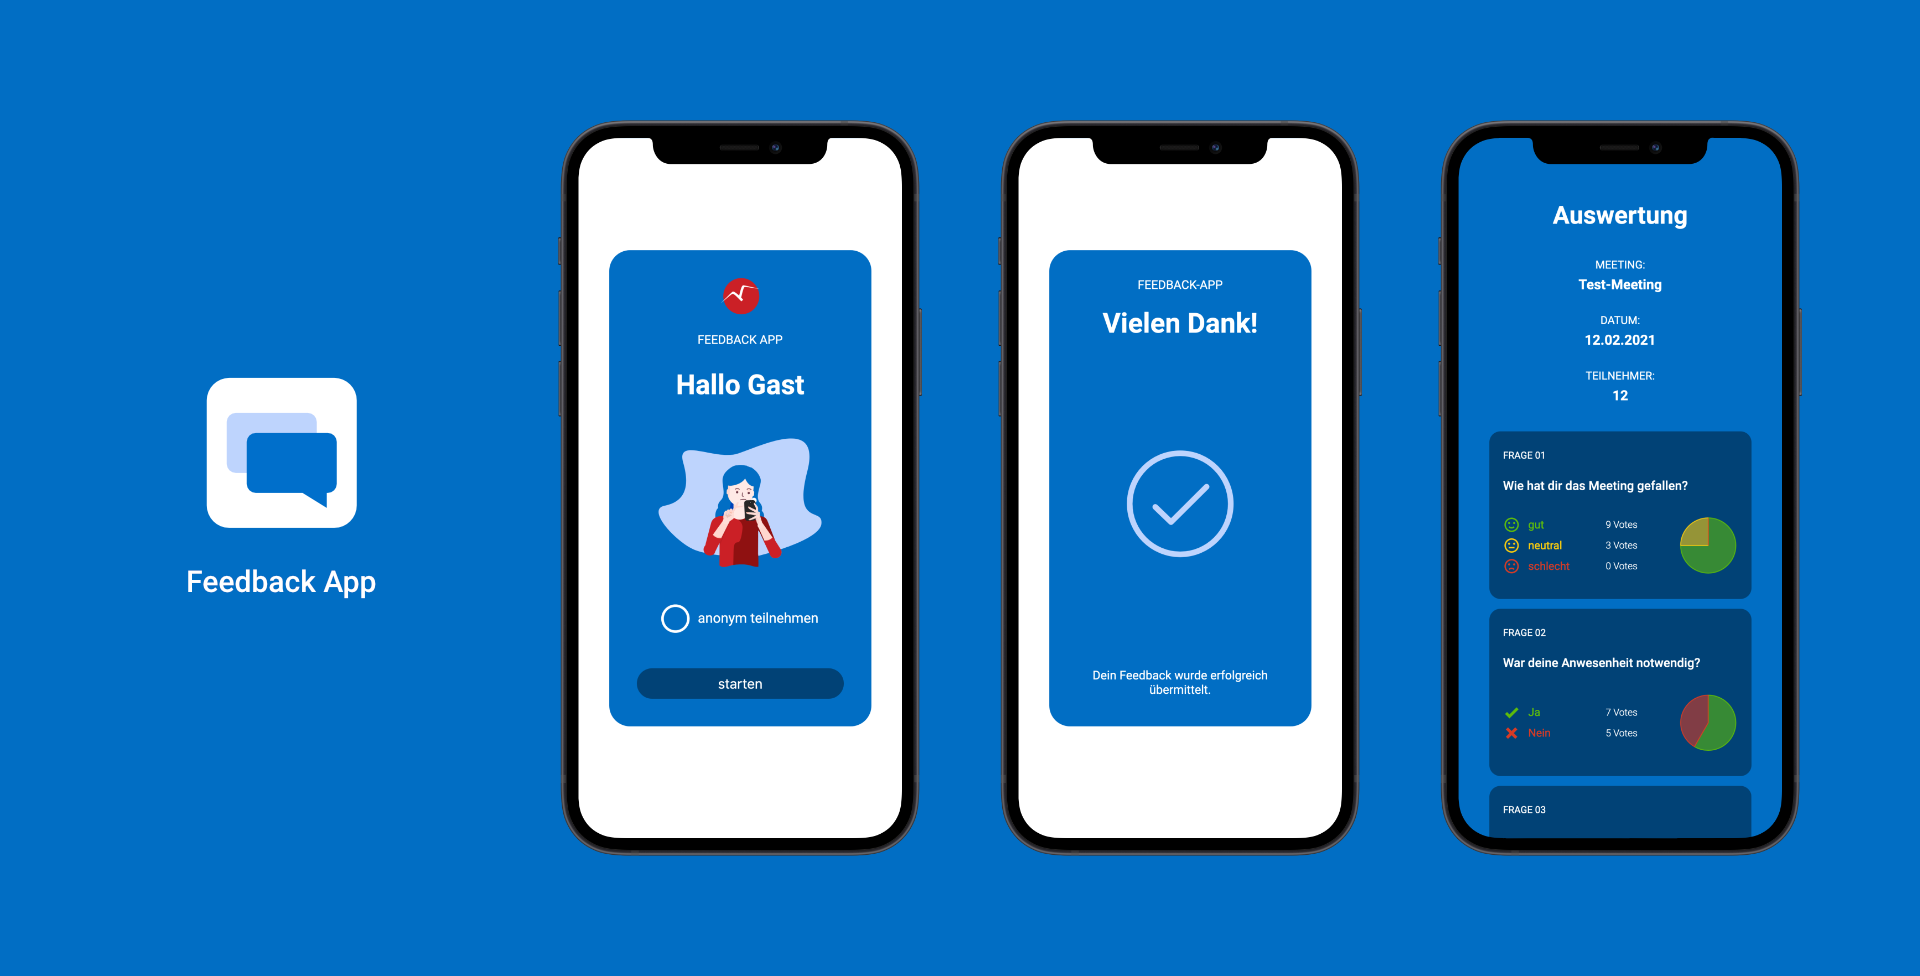 Feedback App
FEEDBACK APP
Hallo Gast
anonym teilnehmen
starten
FEEDBACK-APP
Vielen Dank!
Dein Feedback wurde erfolgreich
übermittelt.
Auswertung
MEETING:
Test-Meeting
DATUM:
12.02.2021
TEILNEHMER:
12
FRAGE 01
Wie hat dir das Meeting gefallen?
gut 9 Votes
neutral 3 Votes
schlecht 0 Votes
FRAGE 02
War deine Anwesenheit notwendig?
Ja 7 Votes
Nein 5 Votes
FRAGE 03